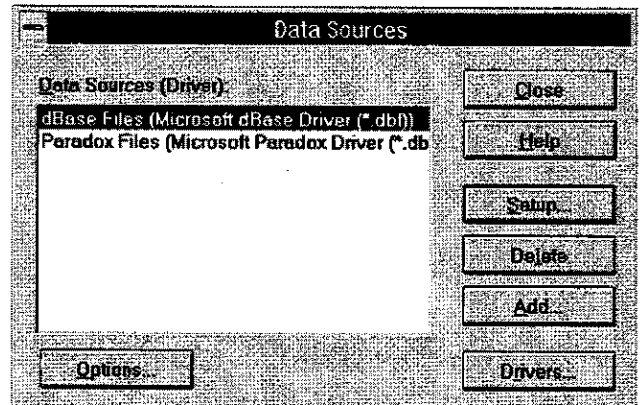 Data Sources
Data Sources (Driver):
dBase Files (Microsoft dBase Driver (*.dbf))
Paradox Files (Microsoft Paradox Driver (*.db
Close
Help
Setup...
Delete
Add...
Options...
Drivers...